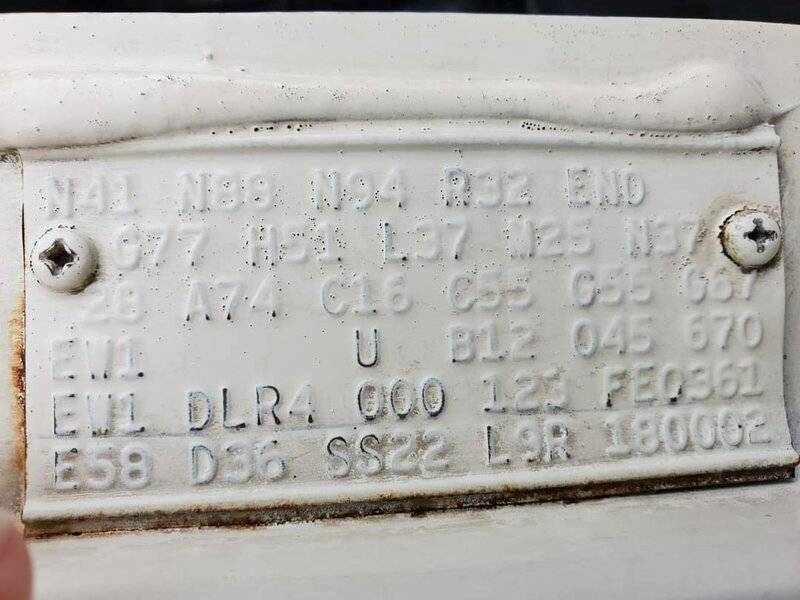 N41 N88 N94 R32 END
G77 H51 L37 M25 N37
28 A74 C16 C55 G55 G67
EW1 U B12 045 670
EW1 DLR4 000 123 FE0361
E58 D36 SS22 L9R 180002